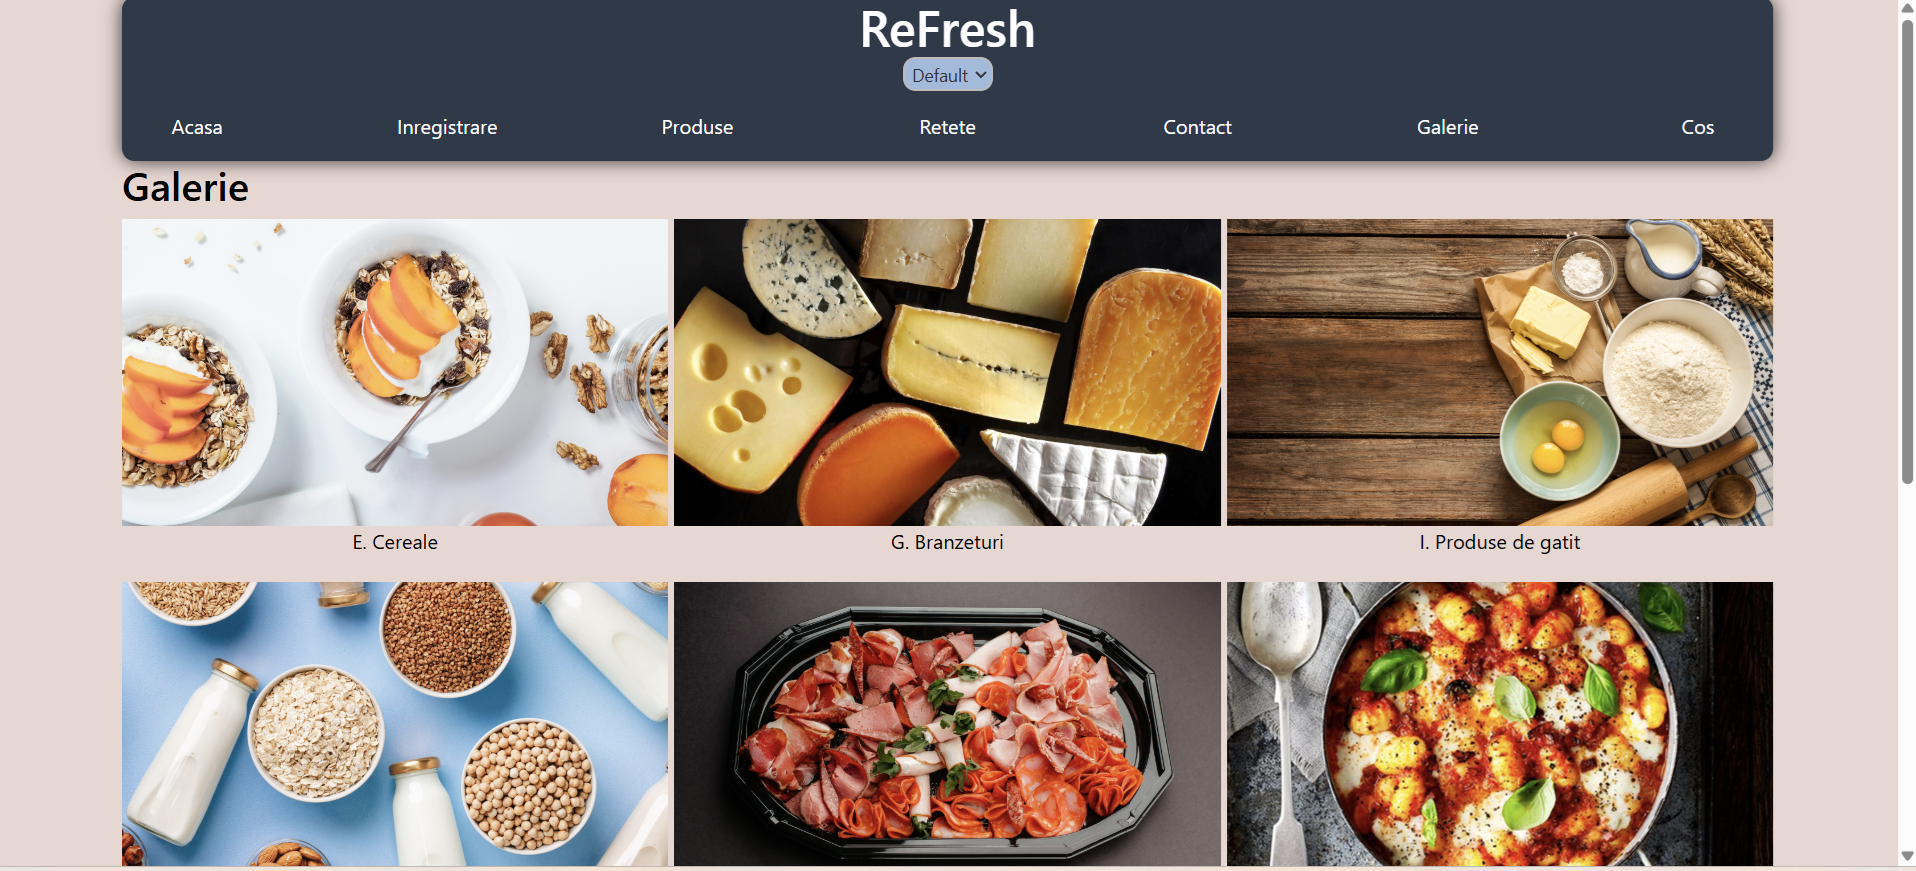 ReFresh
Default
Acasa Inregistrare Produse Retete Contact Galerie Cos
Galerie
E. Cereale G. Branzeturi I. Produse de gatit